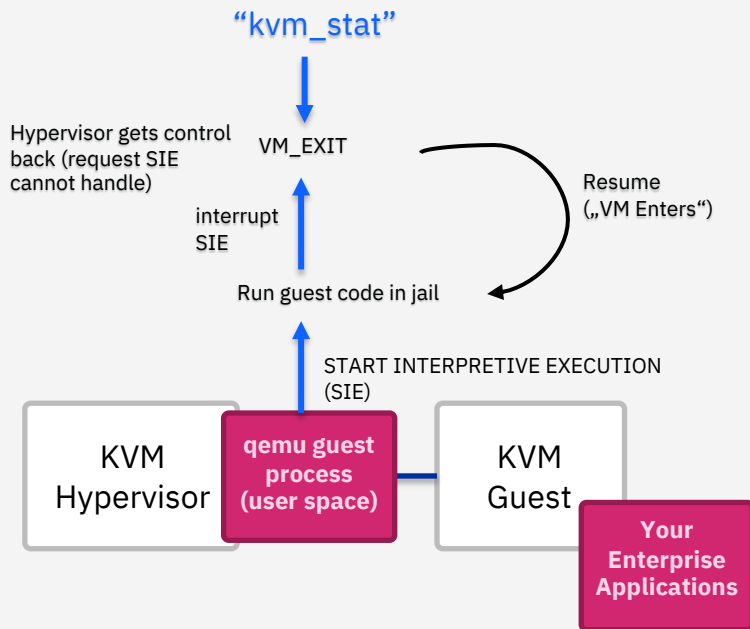 “kvm_stat”
Hypervisor gets control
back (request SIE
cannot handle)
VM_EXIT
Resume
(„VM Enters“)
interrupt
SIE
Run guest code in jail
START INTERPRETIVE EXECUTION
(SIE)
KVM
Hypervisor
qemu guest
process
(user space)
KVM
Guest
Your
Enterprise
Applications